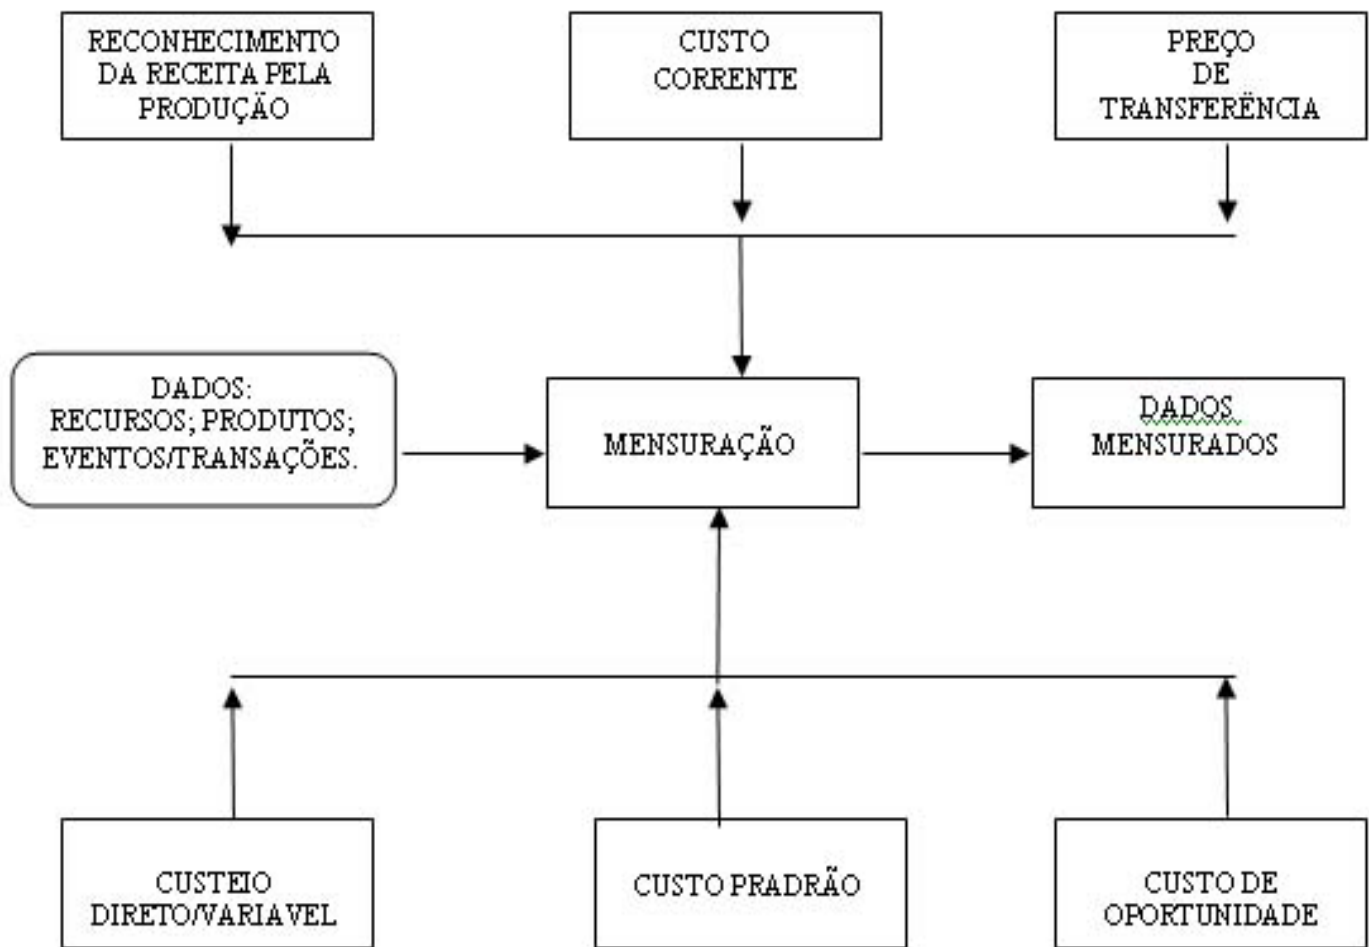 RECONHECIMENTO
DA RECEITA PELA
PRODUÇÃO
CUSTO
CORRENTE
PREÇO
DE
TRANSFERÊNCIA
DADOS:
RECURSOS; PRODUTOS;
EVENTOS/TRANSAÇÕES.
MENSURAÇÃO
DADOS
MENSURADOS
CUSTEIO
DIRETO/VARIAVEL
CUSTO PRADRÃO
CUSTO DE
OPORTUNIDADE